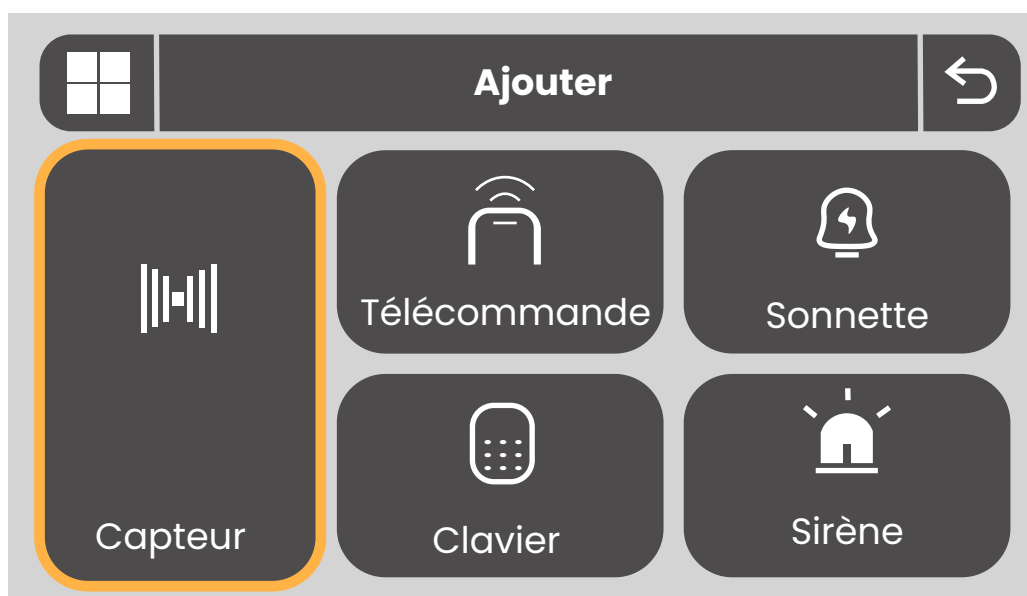 Ajouter
Télécommande
Sonnette
Capteur
Clavier
Sirène